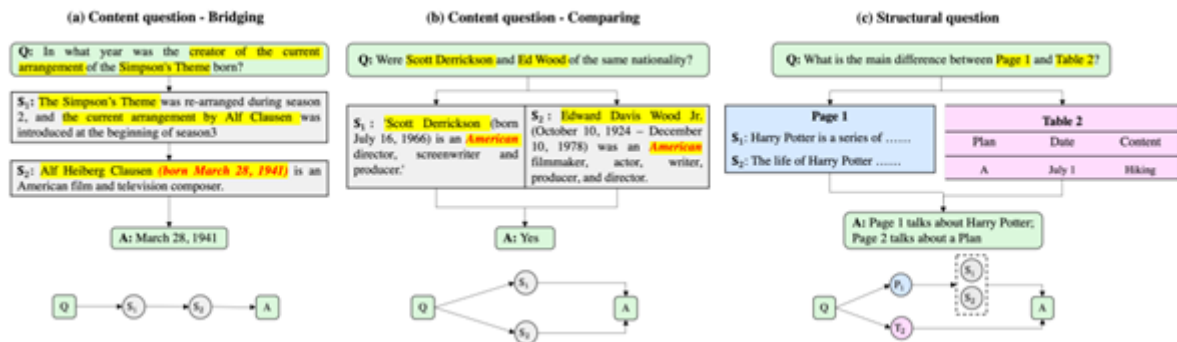 (a) Content question - Bridging
Q: In what year was the creator of the current
arrangement of the Simpson's Theme born?
S1: The Simpson's Theme was re-arranged during season
2, and the current arrangement by Alf Clausen was
introduced at the beginning of season3
S2: Alf Heiberg Clausen (born March 28, 1941) is an
American film and television composer.
A: March 28, 1941
Q
S1
S2
A
(b) Content question - Comparing
Q: Were Scott Derrickson and Ed Wood of the same nationality?
S1 : 'Scott Derrickson (born
July 16, 1966) is an American
director, screenwriter and
producer.'
S2 : Edward Davis Wood Jr.
(October 10, 1924 – December
10, 1978) was an American
filmmaker, actor, writer,
producer, and director.
A: Yes
Q
S1
S2
A
(c) Structural question
Q: What is the main difference between Page 1 and Table 2?
Page 1
S1: Harry Potter is a series of ……
S2: The life of Harry Potter ……
Table 2
Plan Date Content
A July 1 Hiking
A: Page 1 talks about Harry Potter;
Page 2 talks about a Plan
Q
P1
S1
S2
T2
A